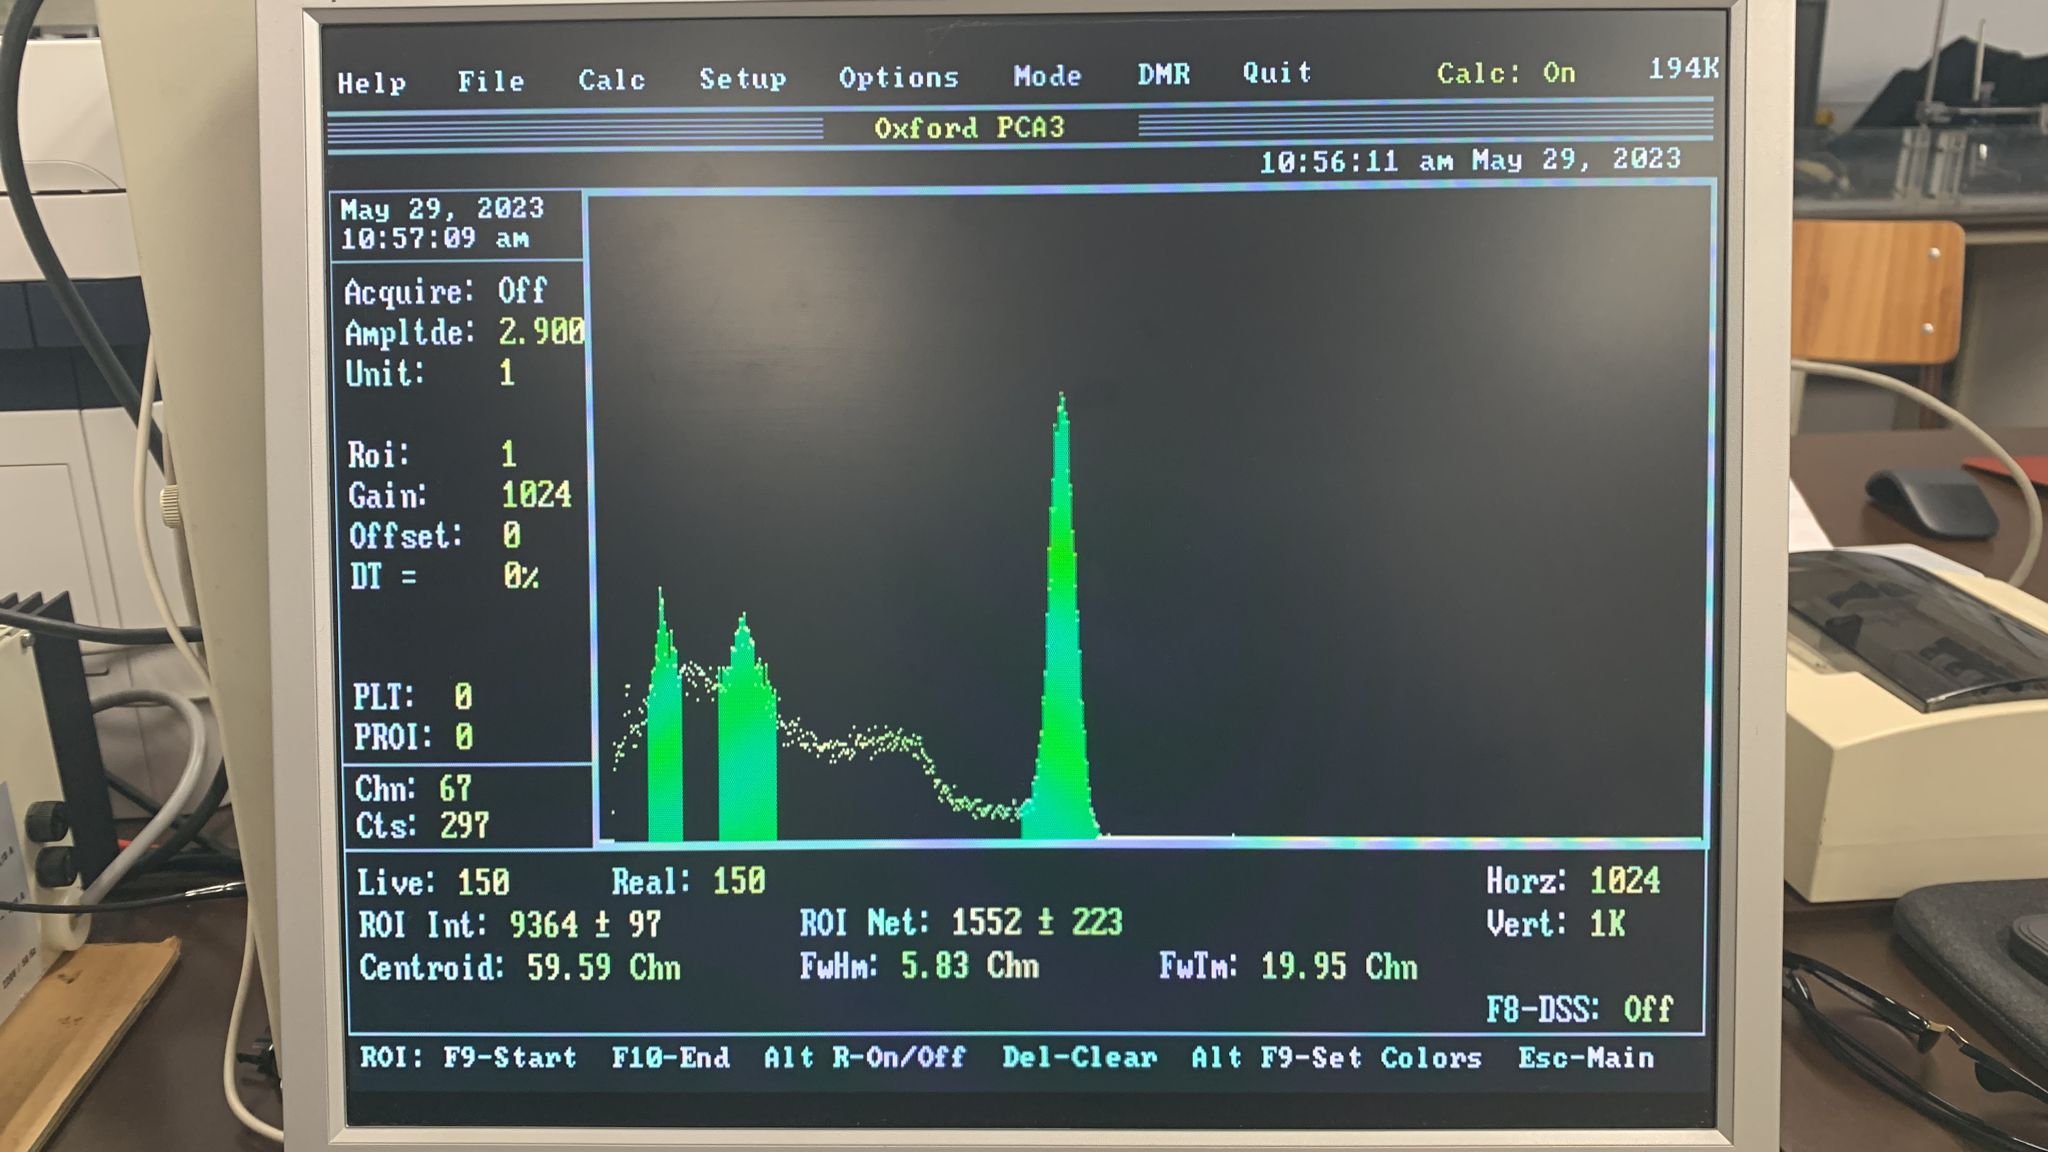 Help File Calc Setup Options Mode DMR Quit Calc: On 194K
Oxford PCA3
10:56:11 am May 29, 2023
May 29, 2023
10:57:09 am
Acquire: Off
Ampltde: 2.900
Unit: 1
Roi: 1
Gain: 1024
Offset: 0
DT = 0%
PLT: 0
PROI: 0
Chn: 67
Cts: 297
Live: 150 Real: 150 Horz: 1024
ROI Int: 9364 ± 97 ROI Net: 1552 ± 223 Vert: 1K
Centroid: 59.59 Chn FwHm: 5.83 Chn FwTm: 19.95 Chn
F8-DSS: Off
ROI: F9-Start F10-End Alt R-On/Off Del-Clear Alt F9-Set Colors Esc-Main